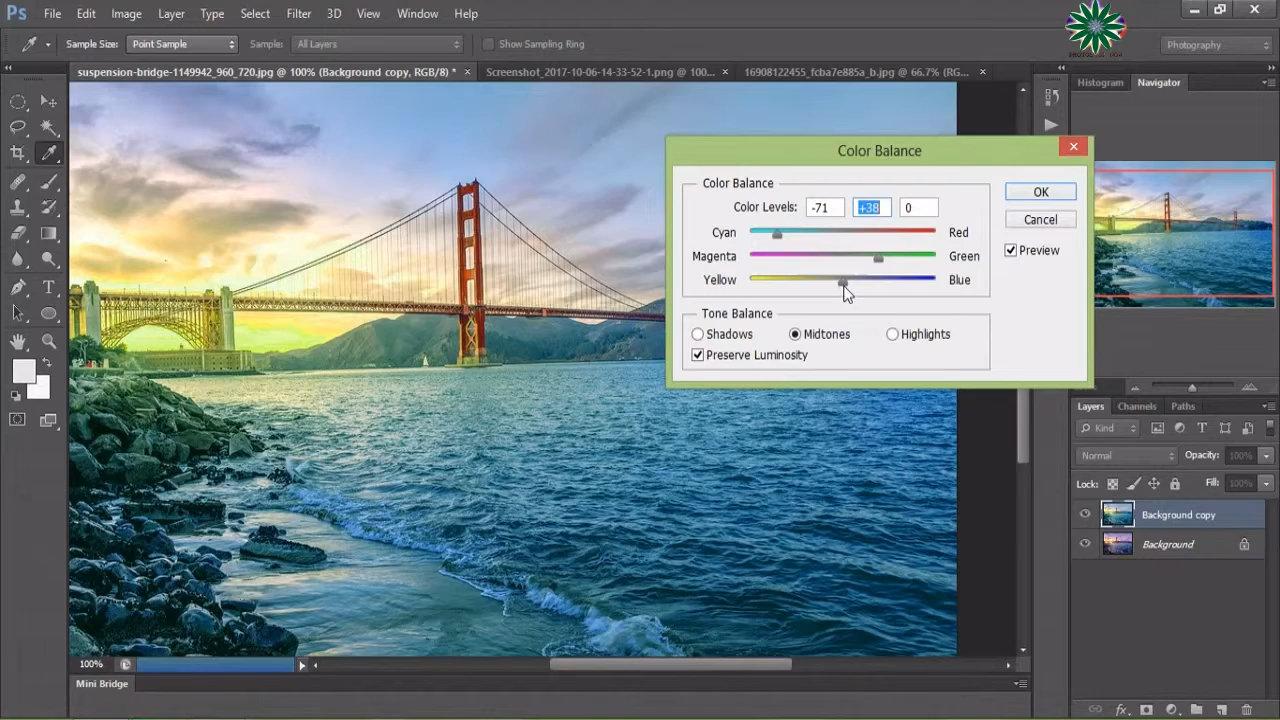 Ps File Edit Image Layer Type Select Filter 3D View Window Help
Sample Size: Point Sample Sample: All Layers Show Sampling Ring Photography
suspension-bridge-1149942_960_720.jpg @ 100% (Background copy, RGB/8) * × Screenshot_2017-10-06-14-33-52-1.png @ 100... × 16908122455_fcba7e885a_b.jpg @ 66.7% (RG... ×
Histogram Navigator
Color Balance
Color Balance
Color Levels: -71 +38 0
Cyan Red
Magenta Green
Yellow Blue
Tone Balance
Shadows Midtones Highlights
Preserve Luminosity
OK
Cancel
Preview
Layers Channels Paths
Kind
Normal Opacity: 100%
Lock: Fill: 100%
Background copy
Background
100%
Mini Bridge